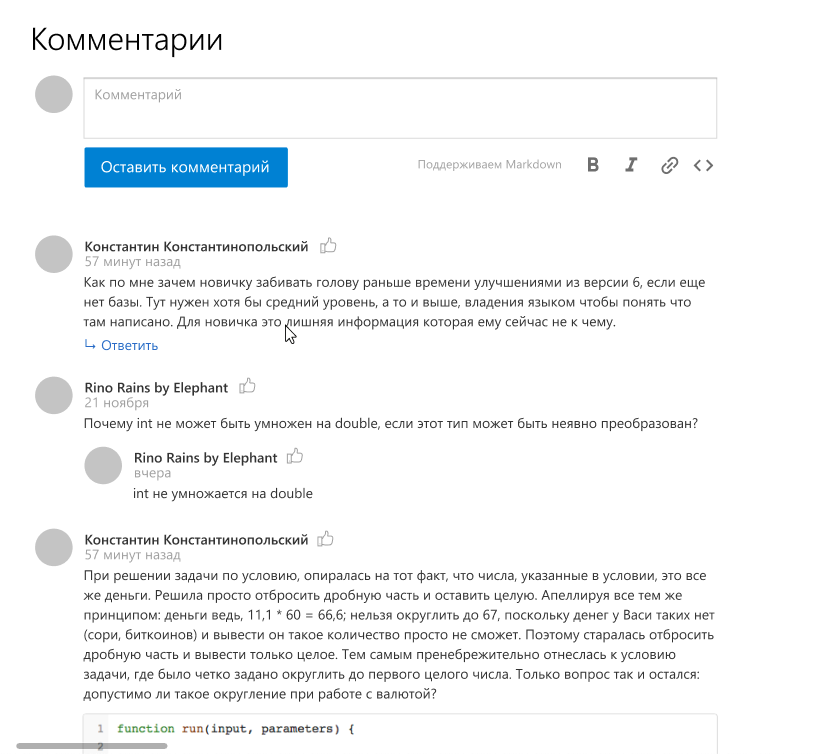 Комментарии
Комментарий
Оставить комментарий
Поддерживаем Markdown
B I <>
Константин Константинопольский
57 минут назад
Как по мне зачем новичку забивать голову раньше времени улучшениями из версии 6, если еще
нет базы. Тут нужен хотя бы средний уровень, а то и выше, владения языком чтобы понять что
там написано. Для новичка это лишняя информация которая ему сейчас не к чему.
Ответить
Rino Rains by Elephant
21 ноября
Почему int не может быть умножен на double, если этот тип может быть неявно преобразован?
Rino Rains by Elephant
вчера
int не умножается на double
Константин Константинопольский
57 минут назад
При решении задачи по условию, опиралась на тот факт, что числа, указанные в условии, это все
же деньги. Решила просто отбросить дробную часть и оставить целую. Апеллируя все тем же
принципом: деньги ведь, 11,1 * 60 = 66,6; нельзя округлить до 67, поскольку денег у Васи таких нет
(сори, биткоинов) и вывести он такое количество просто не сможет. Поэтому старалась отбросить
дробную часть и вывести только целое. Тем самым пренебрежительно отнеслась к условию
задачи, где было четко задано округлить до первого целого числа. Только вопрос так и остался:
допустимо ли такое округление при работе с валютой?
1 function run(input, parameters) {
2